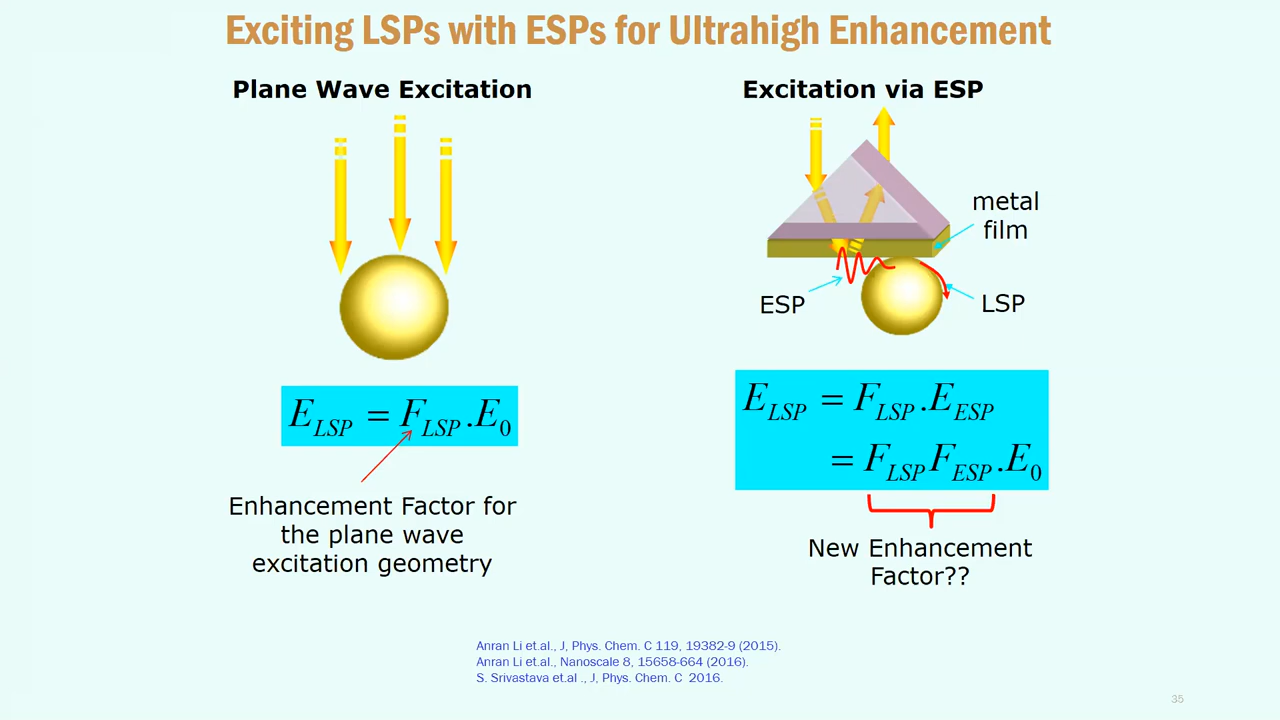 Exciting LSPs with ESPs for Ultrahigh Enhancement
Plane Wave Excitation
E_LSP = F_LSP.E_0
Enhancement Factor for
the plane wave
excitation geometry
Excitation via ESP
metal
film
ESP
LSP
E_LSP = F_LSP.E_ESP
= F_LSP F_ESP.E_0
New Enhancement
Factor??
Anran Li et.al., J, Phys. Chem. C 119, 19382-9 (2015).
Anran Li et.al., Nanoscale 8, 15658-664 (2016).
S. Srivastava et.al ., J, Phys. Chem. C 2016.
35